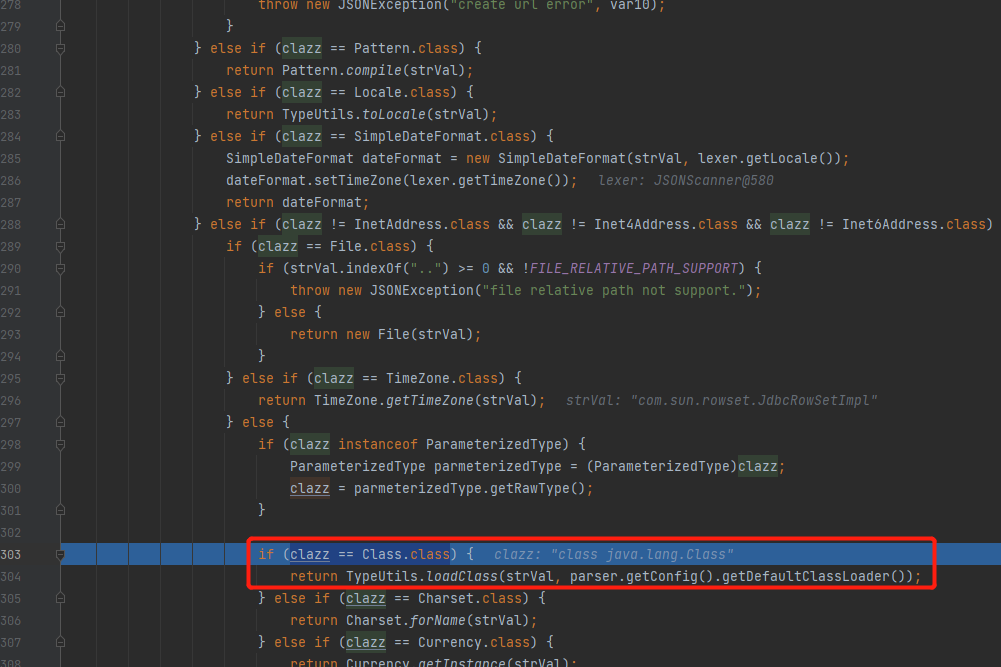 278 throw new JSONException("create url error", var10);
279 }
280 } else if (clazz == Pattern.class) {
281 return Pattern.compile(strVal);
282 } else if (clazz == Locale.class) {
283 return TypeUtils.toLocale(strVal);
284 } else if (clazz == SimpleDateFormat.class) {
285 SimpleDateFormat dateFormat = new SimpleDateFormat(strVal, lexer.getLocale());
286 dateFormat.setTimeZone(lexer.getTimeZone()); lexer: JSONScanner@580
287 return dateFormat;
288 } else if (clazz != InetAddress.class && clazz != Inet4Address.class && clazz != Inet6Address.class)
289 if (clazz == File.class) {
290 if (strVal.indexOf("..") >= 0 && !FILE_RELATIVE_PATH_SUPPORT) {
291 throw new JSONException("file relative path not support.");
292 } else {
293 return new File(strVal);
294 }
295 } else if (clazz == TimeZone.class) {
296 return TimeZone.getTimeZone(strVal); strVal: "com.sun.rowset.JdbcRowSetImpl"
297 } else {
298 if (clazz instanceof ParameterizedType) {
299 ParameterizedType parmeterizedType = (ParameterizedType)clazz;
300 clazz = parmeterizedType.getRawType();
301 }
302
303 if (clazz == Class.class) { clazz: "class java.lang.Class"
304 return TypeUtils.loadClass(strVal, parser.getConfig().getDefaultClassLoader());
305 } else if (clazz == Charset.class) {
306 return Charset.forName(strVal);
307 } else if (clazz == Currency.class) {
308 return Currency.getInstance(strVal);